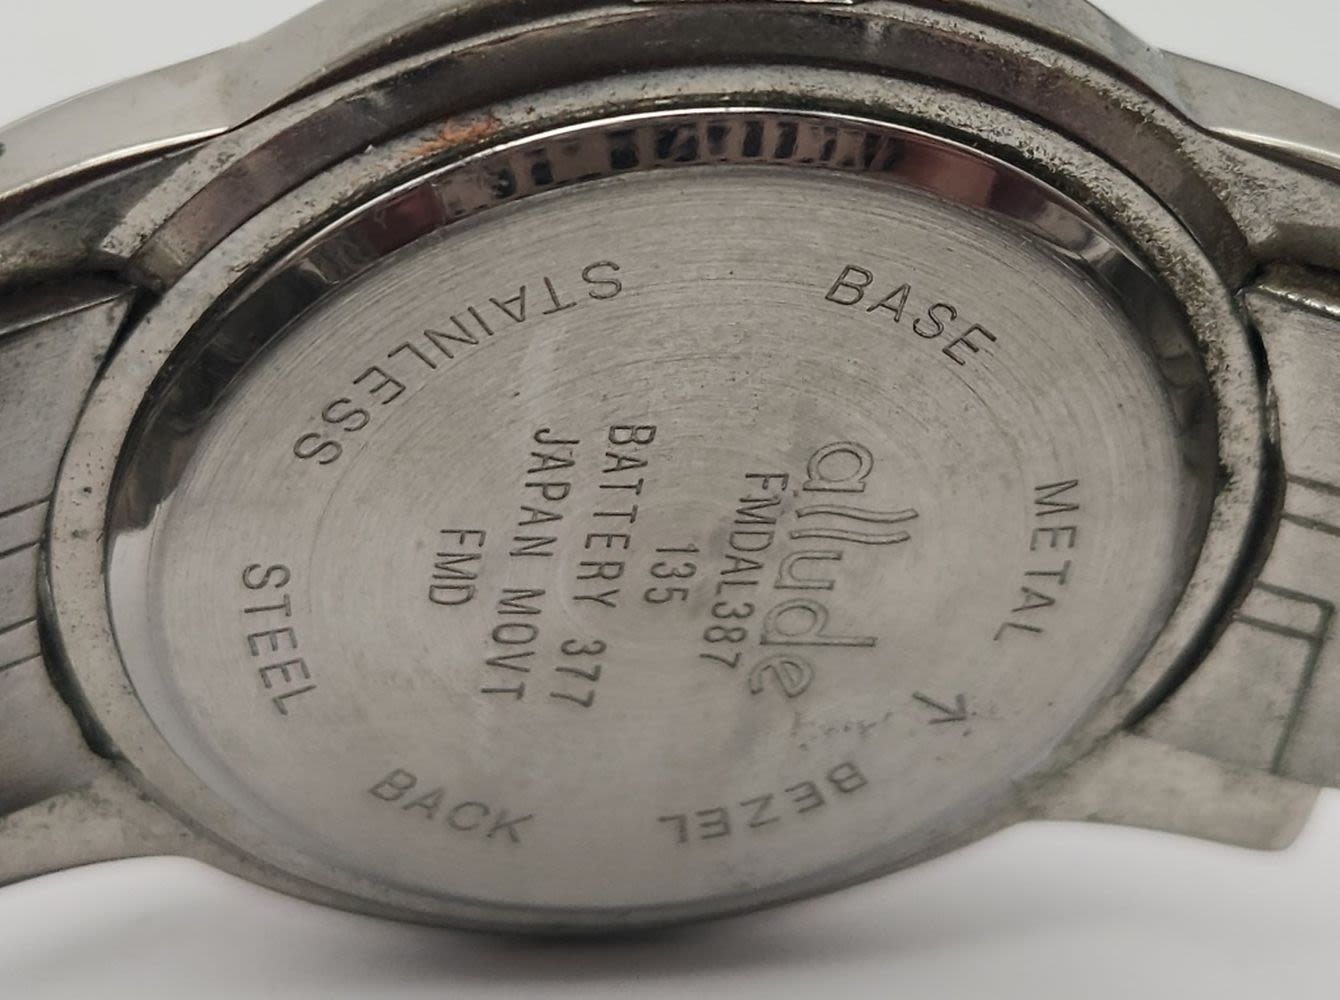 allude
FMDAL387
135
BATTERY 377
JAPAN MOVT
FMD
BASE METAL BEZEL
STAINLESS STEEL BACK